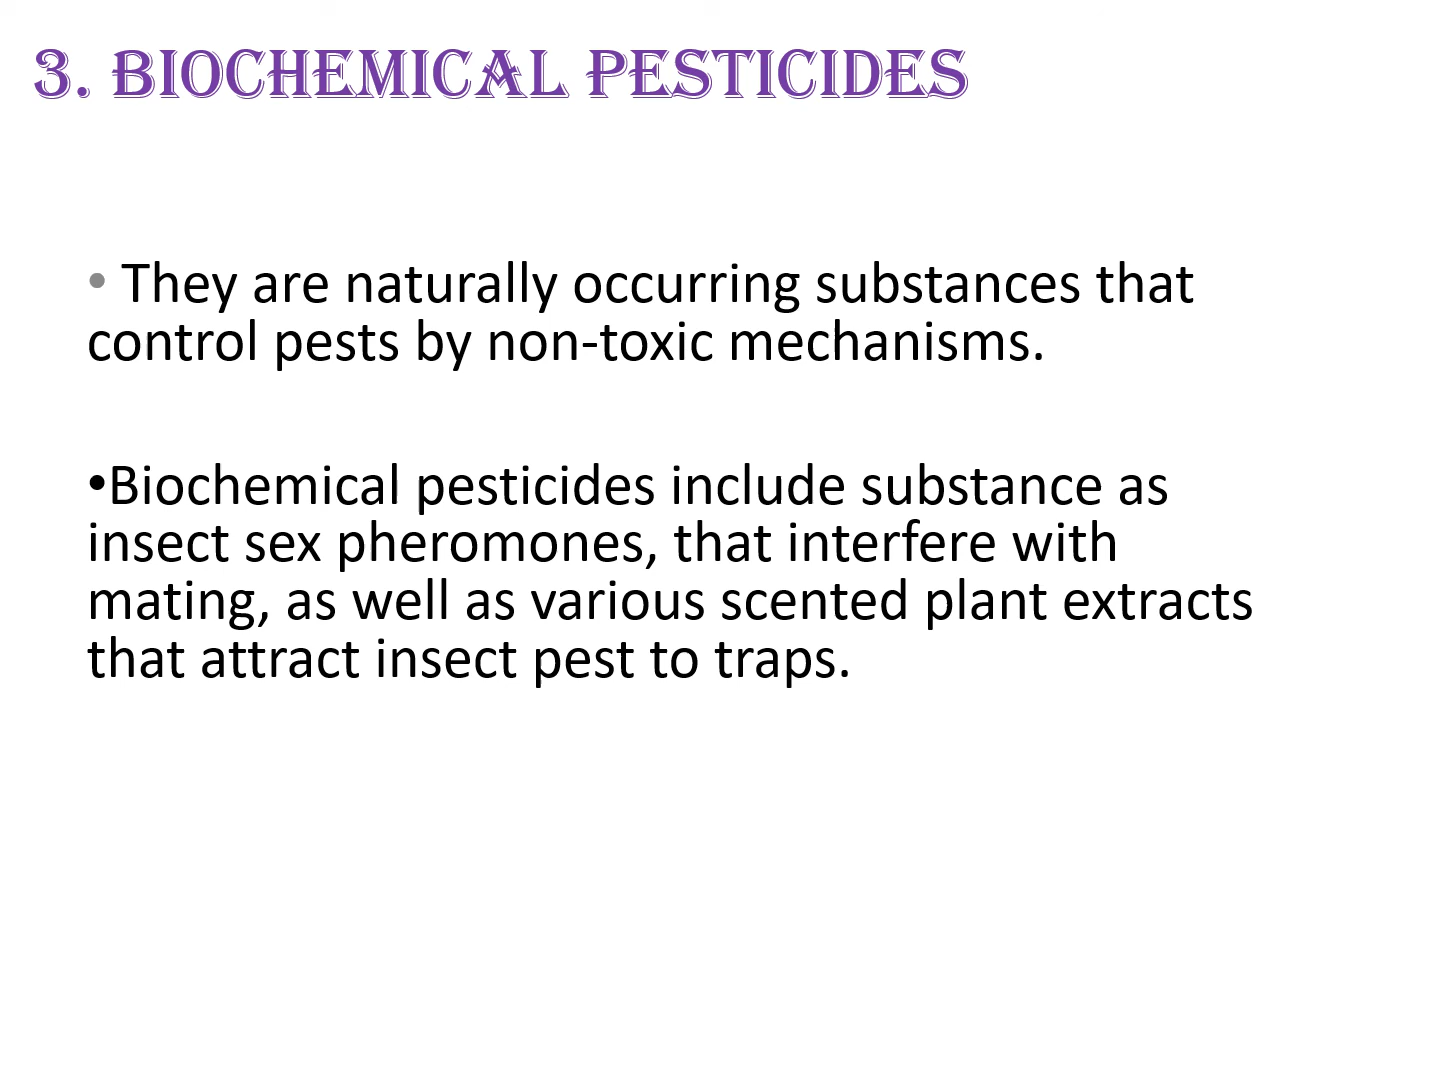 3. BIOCHEMICAL PESTICIDES
• They are naturally occurring substances that
control pests by non-toxic mechanisms.
•Biochemical pesticides include substance as
insect sex pheromones, that interfere with
mating, as well as various scented plant extracts
that attract insect pest to traps.